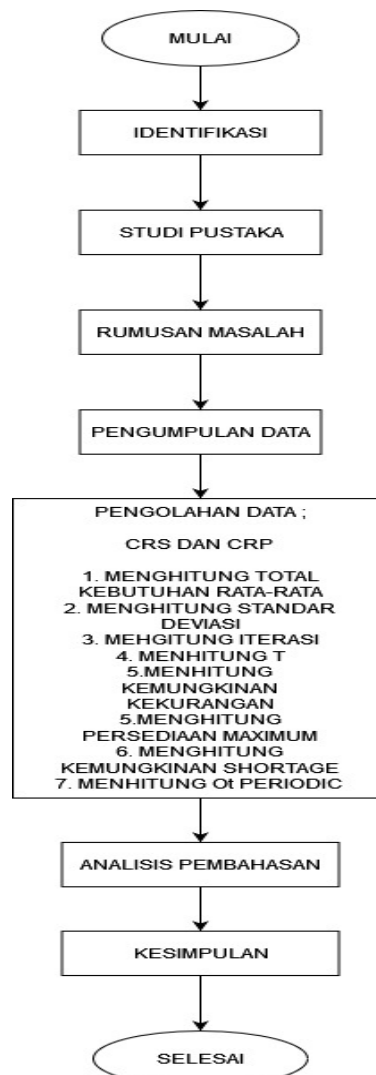 MULAI
IDENTIFIKASI
STUDI PUSTAKA
RUMUSAN MASALAH
PENGUMPULAN DATA
PENGOLAHAN DATA ;
CRS DAN CRP
1. MENGHITUNG TOTAL
KEBUTUHAN RATA-RATA
2. MENGHITUNG STANDAR
DEVIASI
3. MEHGITUNG ITERASI
4. MENHITUNG T
5.MENHITUNG
KEMUNGKINAN
KEKURANGAN
5.MENGHITUNG
PERSEDIAAN MAXIMUM
6. MENGHITUNG
KEMUNGKINAN SHORTAGE
7. MENHITUNG Ot PERIODIC
ANALISIS PEMBAHASAN
KESIMPULAN
SELESAI